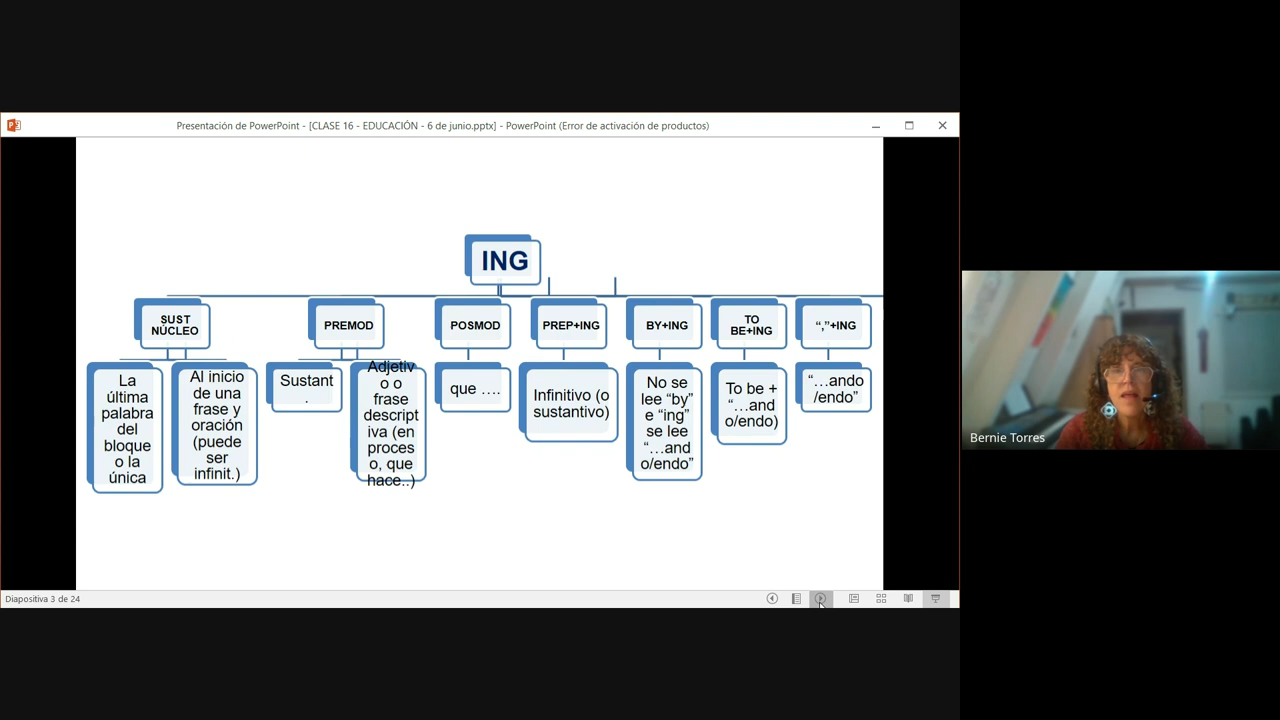 Presentación de PowerPoint - [CLASE 16 - EDUCACIÓN - 6 de junio.pptx] - PowerPoint (Error de activación de productos)
ING
SUST
NÚCLEO
PREMOD
POSMOD
PREP+ING
BY+ING
TO
BE+ING
“,”+ING
La
última
palabra
del
bloque
o la
única
Al inicio
de una
frase y
oración
(puede
ser
infinit.)
Sustant
.
Adjetiv
o o
frase
descript
iva (en
proces
o, que
hace..)
que ….
Infinitivo (o
sustantivo)
No se
lee “by”
e “ing”
se lee
“…and
o/endo”
To be +
“…and
o/endo)
“…ando
/endo”
Bernie Torres
Diapositiva 3 de 24